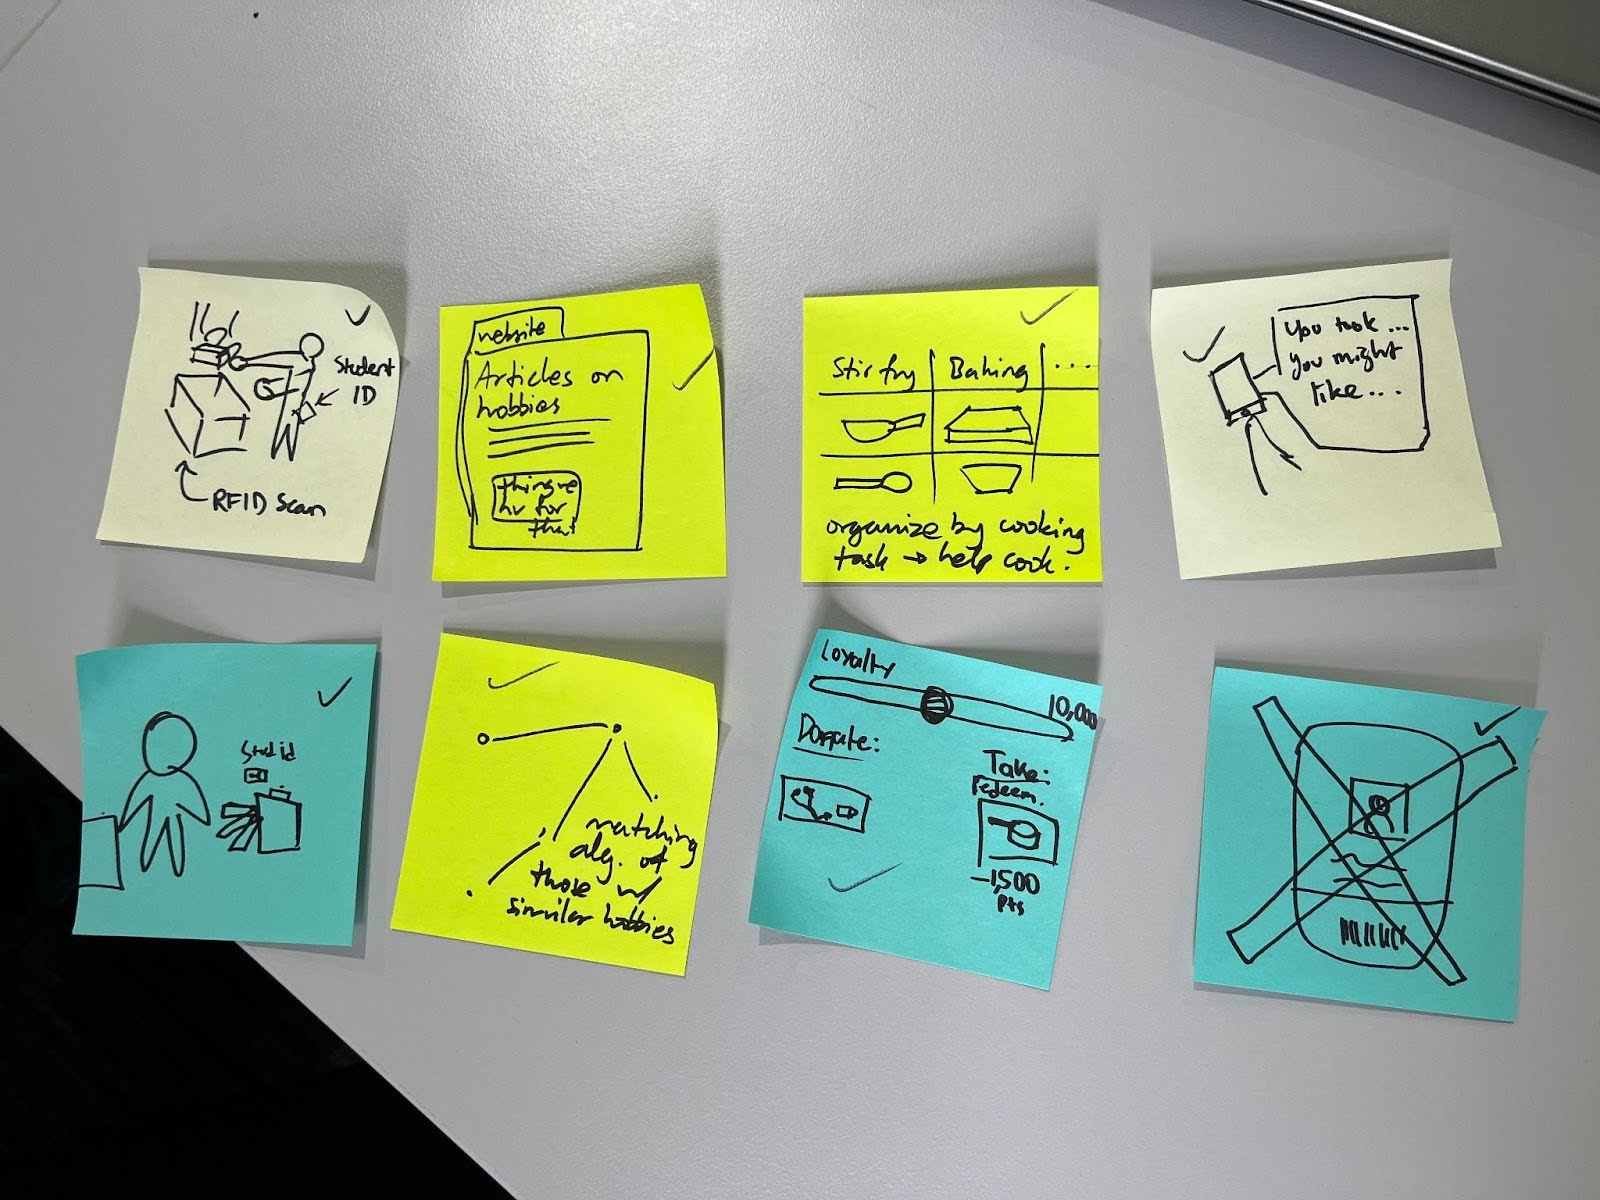 Student
ID
RFID Scan
website
Articles on
hobbies
things we
hv for
that
Stir fry
Baking
....
organize by cooking
task → help cook.
you took...
you might
like...
Stud id
matching
alg. of
those w/
similar hobbies
Loyalty
10,000
Donate:
Take:
redeem.
-1,500
pts